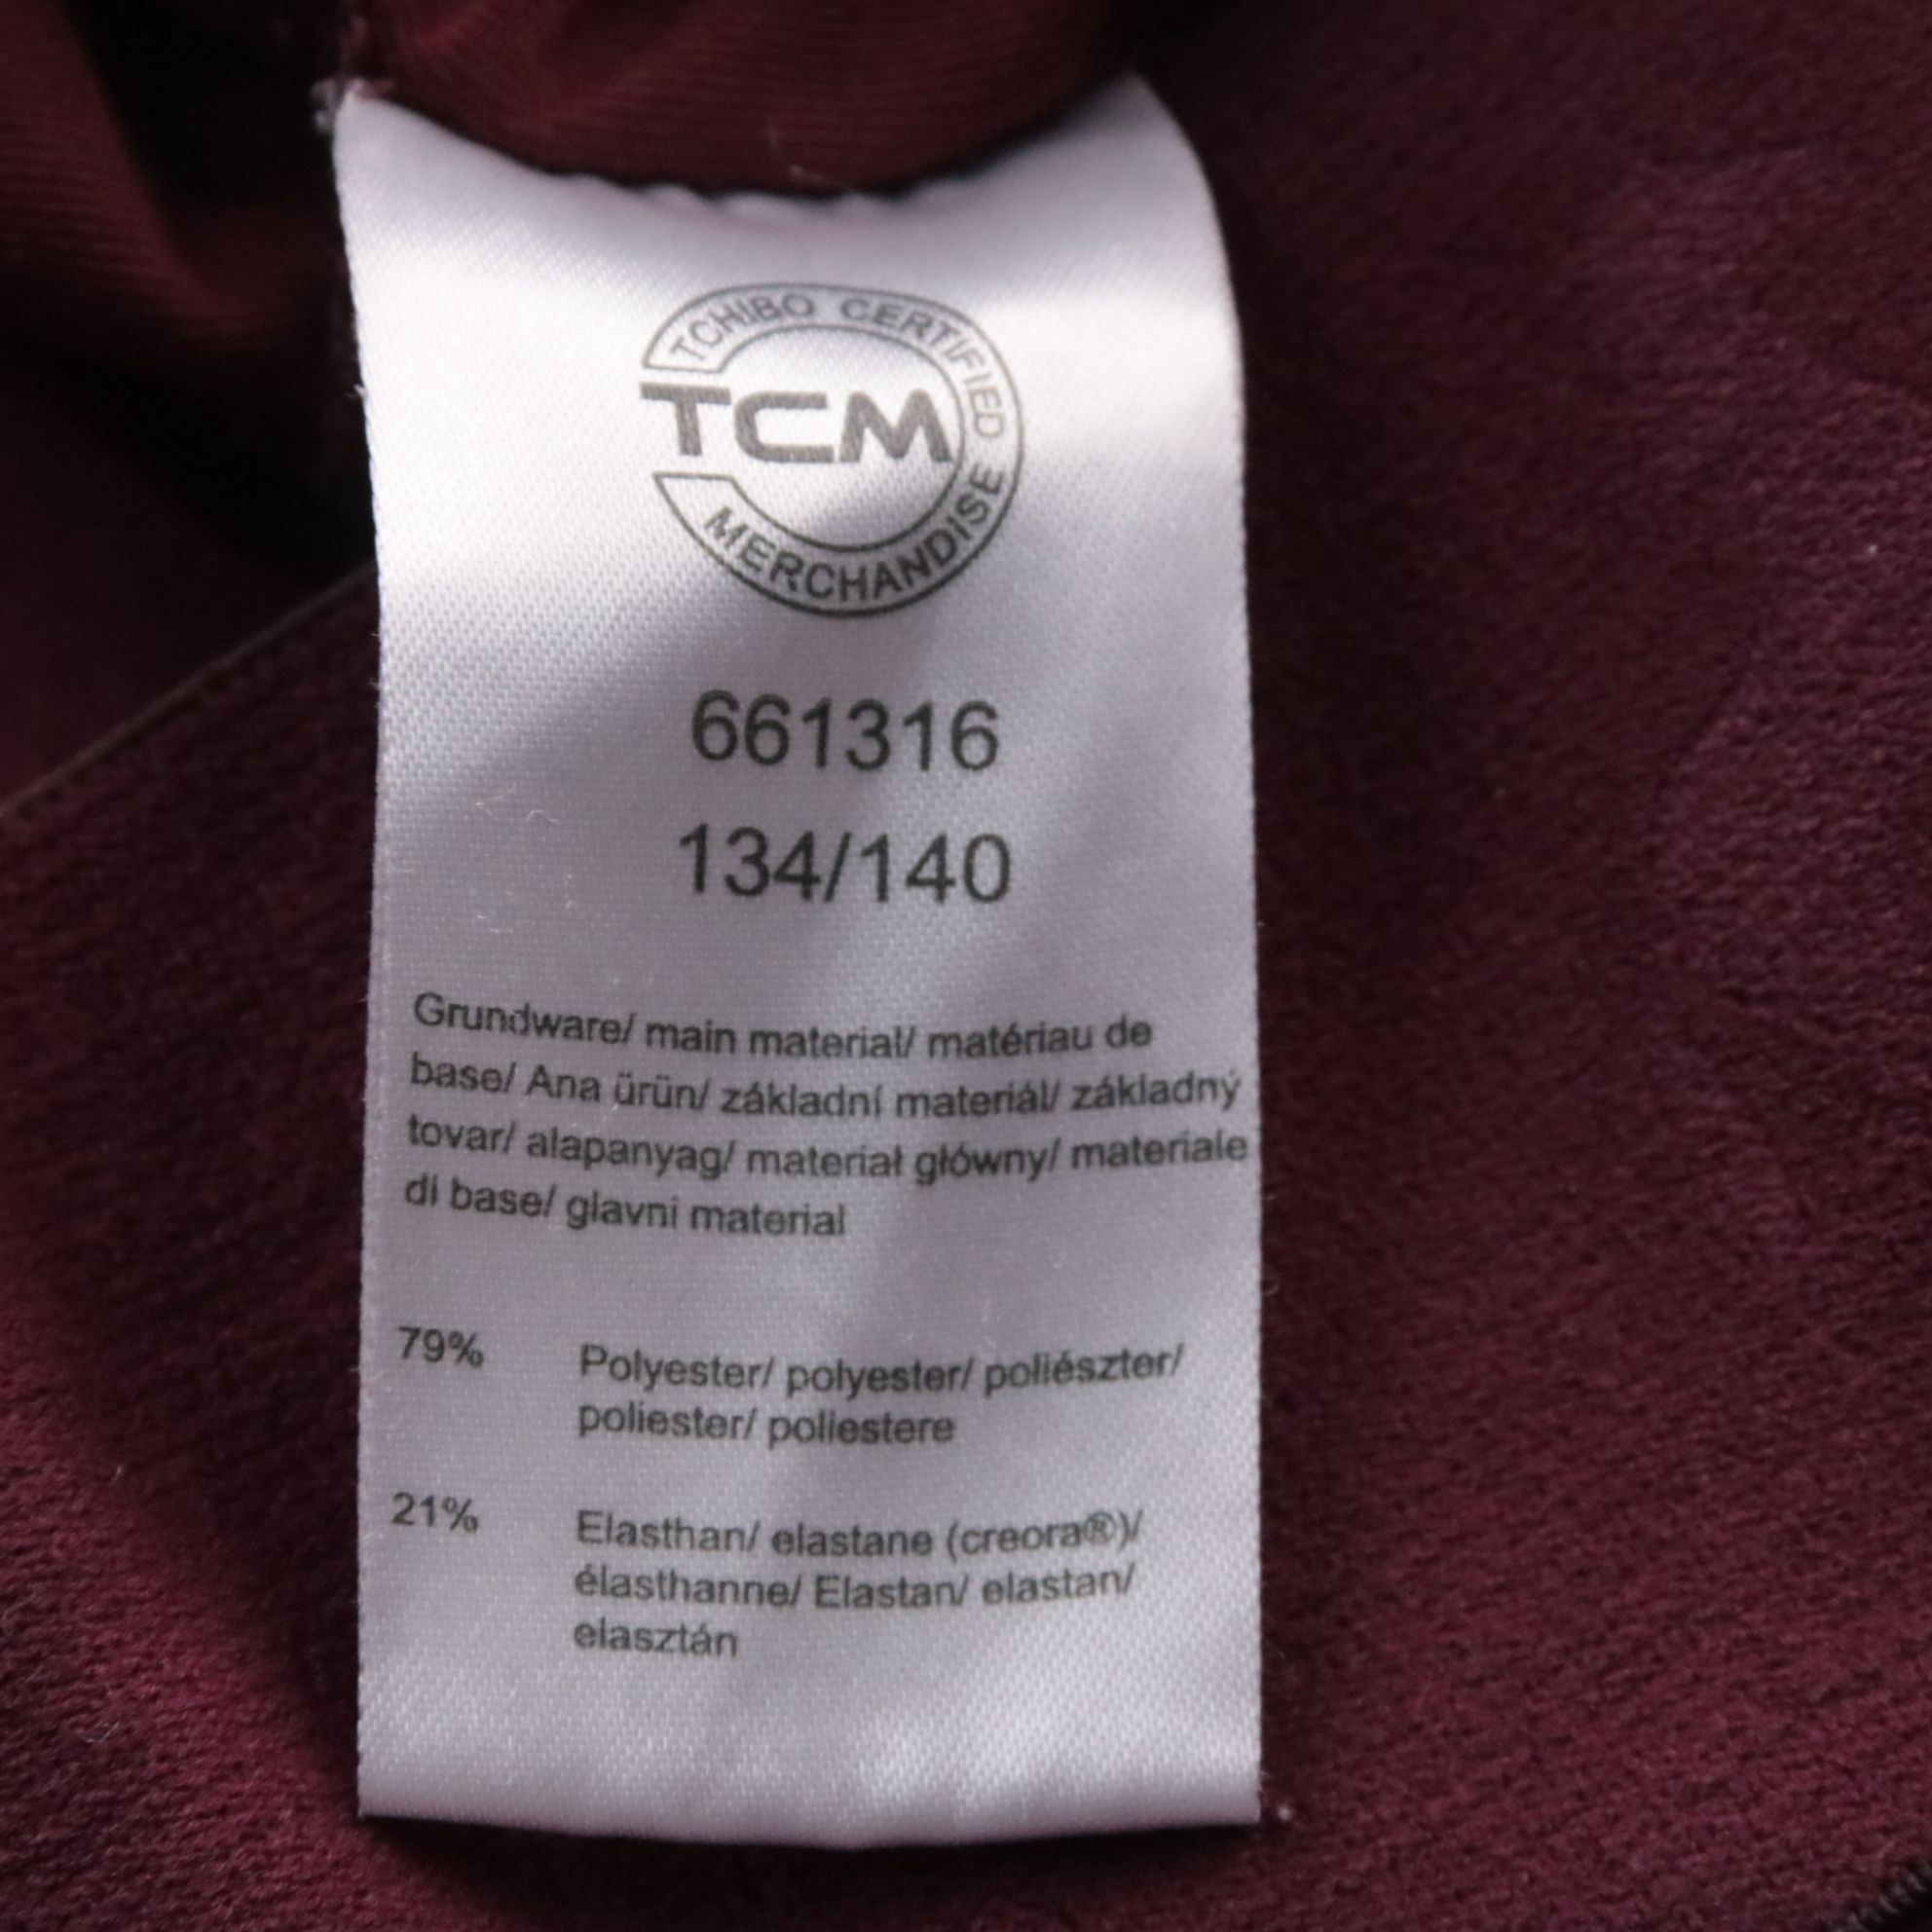 TCHIBO CERTIFIED
TCM
MERCHANDISE
661316
134/140
Grundware/ main material/ matériau de
base/ Ana ürün/ základní materiál/ základný
tovar/ alapanyag/ materiał główny/ materiale
di base/ glavni material
79% Polyester/ polyester/ poliészter/
poliester/ poliestere
21% Elasthan/ elastane (creora®)/
élasthanne/ Elastan/ elastan/
elasztán